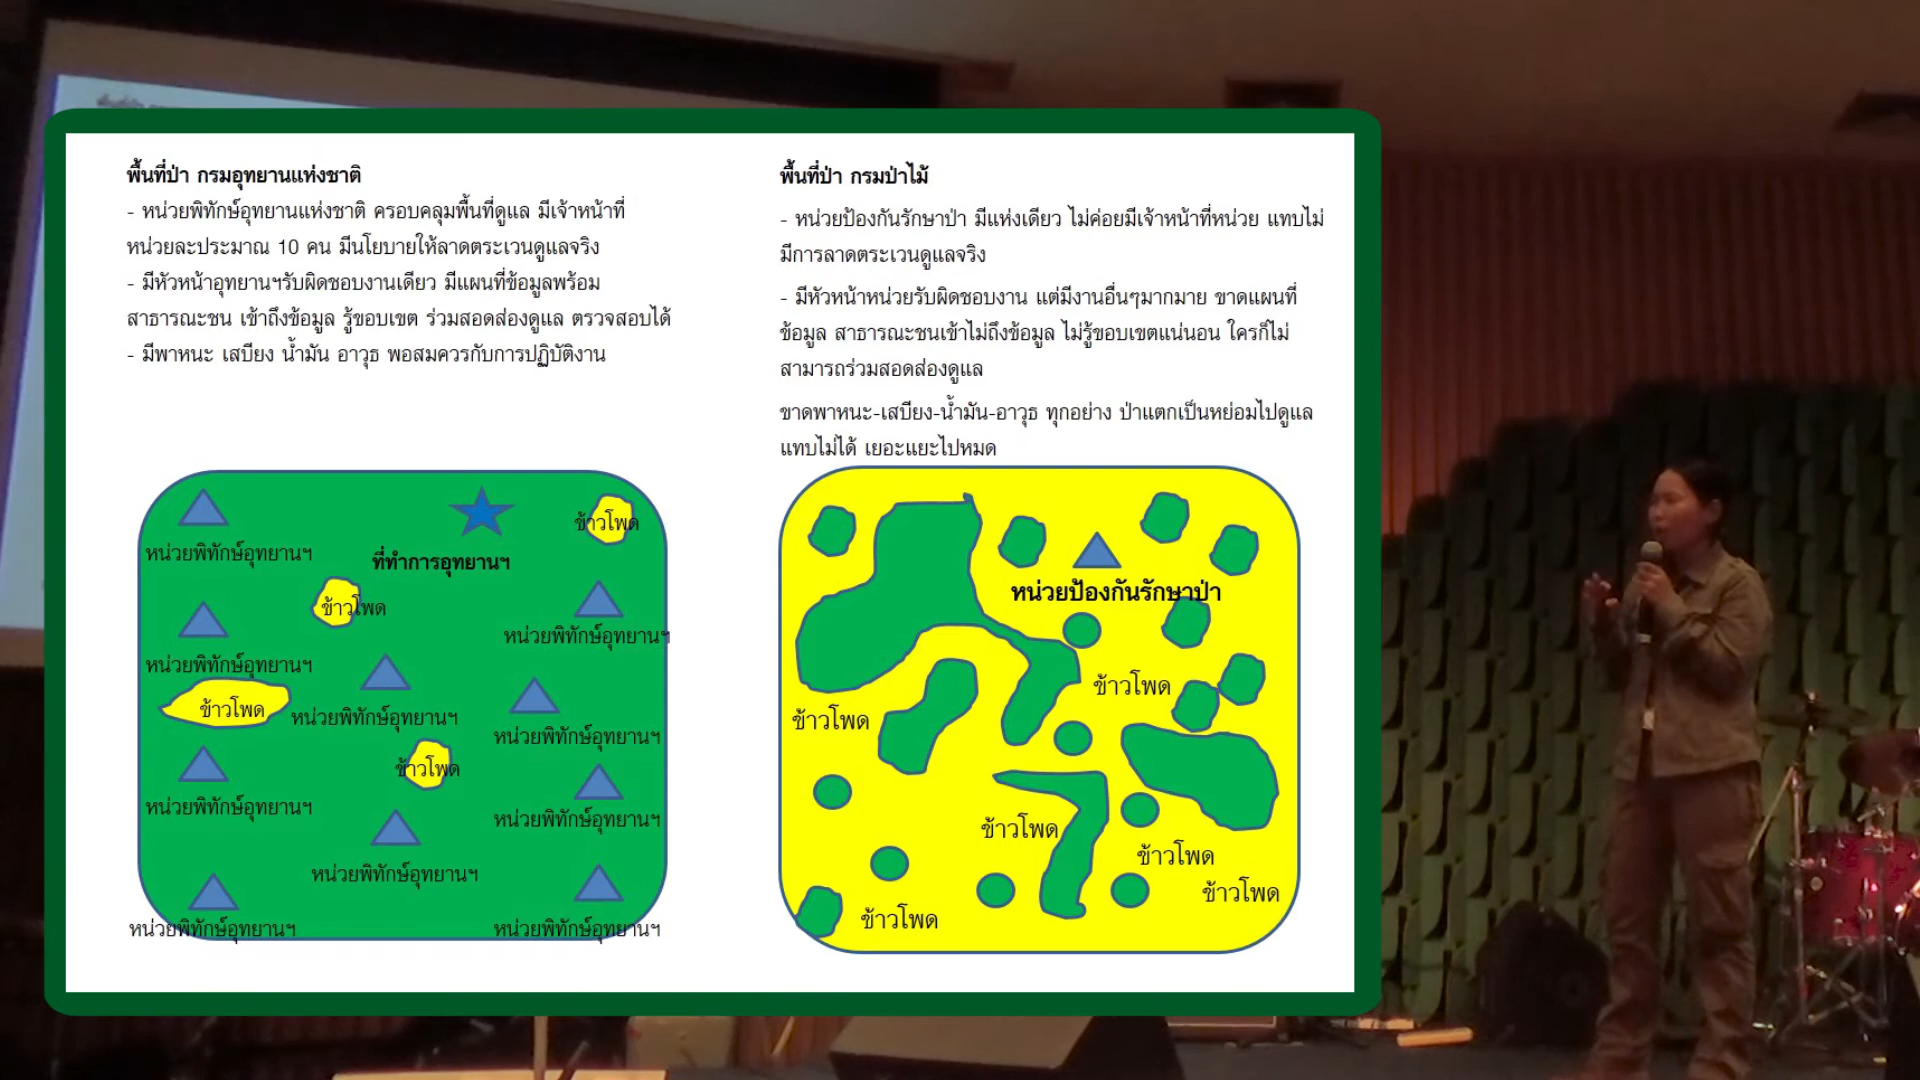 พื้นที่ป่า กรมอุทยานแห่งชาติ
- หน่วยพิทักษ์อุทยานแห่งชาติ ครอบคลุมพื้นที่ดูแล มีเจ้าหน้าที่
หน่วยละประมาณ 10 คน มีนโยบายให้ลาดตระเวนดูแลจริง
- มีหัวหน้าอุทยานฯรับผิดชอบงานเดียว มีแผนที่ข้อมูลพร้อม
สาธารณะชน เข้าถึงข้อมูล รู้ขอบเขต ร่วมสอดส่องดูแล ตรวจสอบได้
- มีพาหนะ เสบียง น้ำมัน อาวุธ พอสมควรกับการปฏิบัติงาน
หน่วยพิทักษ์อุทยานฯ
ที่ทำการอุทยานฯ
ข้าวโพด
ข้าวโพด
หน่วยพิทักษ์อุทยานฯ
หน่วยพิทักษ์อุทยานฯ
ข้าวโพด
หน่วยพิทักษ์อุทยานฯ
หน่วยพิทักษ์อุทยานฯ
ข้าวโพด
หน่วยพิทักษ์อุทยานฯ
หน่วยพิทักษ์อุทยานฯ
หน่วยพิทักษ์อุทยานฯ
หน่วยพิทักษ์อุทยานฯ
หน่วยพิทักษ์อุทยานฯ
พื้นที่ป่า กรมป่าไม้
- หน่วยป้องกันรักษาป่า มีแห่งเดียว ไม่ค่อยมีเจ้าหน้าที่หน่วย แทบไม่
มีการลาดตระเวนดูแลจริง
- มีหัวหน้าหน่วยรับผิดชอบงาน แต่มีงานอื่นๆมากมาย ขาดแผนที่
ข้อมูล สาธารณะชนเข้าไม่ถึงข้อมูล ไม่รู้ขอบเขตแน่นอน ใครก็ไม่
สามารถร่วมสอดส่องดูแล
ขาดพาหนะ-เสบียง-น้ำมัน-อาวุธ ทุกอย่าง ป่าแตกเป็นหย่อมไปดูแล
แทบไม่ได้ เยอะแยะไปหมด
หน่วยป้องกันรักษาป่า
ข้าวโพด
ข้าวโพด
ข้าวโพด
ข้าวโพด
ข้าวโพด
ข้าวโพด